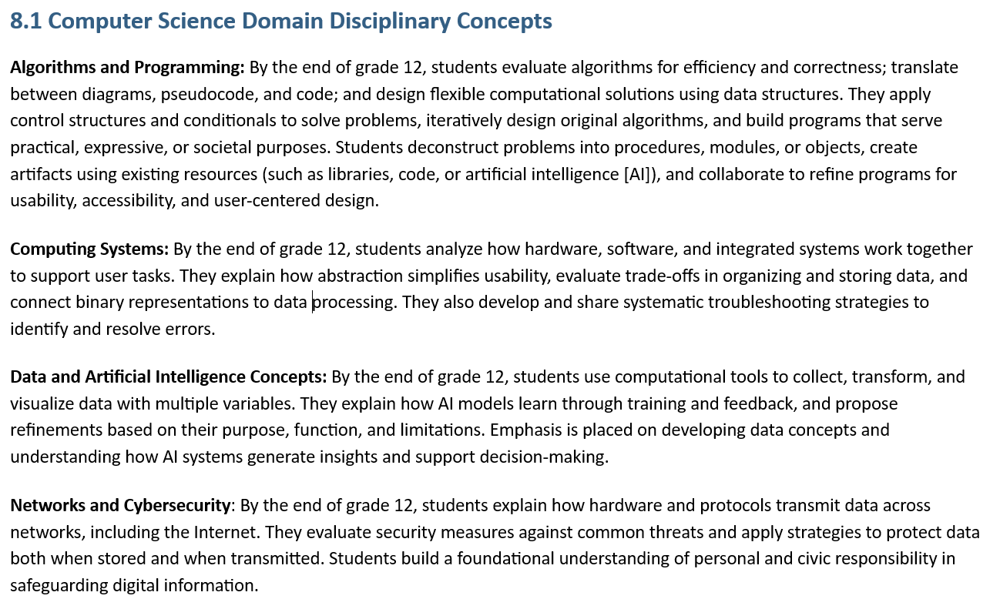 8.1 Computer Science Domain Disciplinary Concepts
Algorithms and Programming: By the end of grade 12, students evaluate algorithms for efficiency and correctness; translate
between diagrams, pseudocode, and code; and design flexible computational solutions using data structures. They apply
control structures and conditionals to solve problems, iteratively design original algorithms, and build programs that serve
practical, expressive, or societal purposes. Students deconstruct problems into procedures, modules, or objects, create
artifacts using existing resources (such as libraries, code, or artificial intelligence [AI]), and collaborate to refine programs for
usability, accessibility, and user-centered design.
Computing Systems: By the end of grade 12, students analyze how hardware, software, and integrated systems work together
to support user tasks. They explain how abstraction simplifies usability, evaluate trade-offs in organizing and storing data, and
connect binary representations to data processing. They also develop and share systematic troubleshooting strategies to
identify and resolve errors.
Data and Artificial Intelligence Concepts: By the end of grade 12, students use computational tools to collect, transform, and
visualize data with multiple variables. They explain how AI models learn through training and feedback, and propose
refinements based on their purpose, function, and limitations. Emphasis is placed on developing data concepts and
understanding how AI systems generate insights and support decision-making.
Networks and Cybersecurity: By the end of grade 12, students explain how hardware and protocols transmit data across
networks, including the Internet. They evaluate security measures against common threats and apply strategies to protect data
both when stored and when transmitted. Students build a foundational understanding of personal and civic responsibility in
safeguarding digital information.